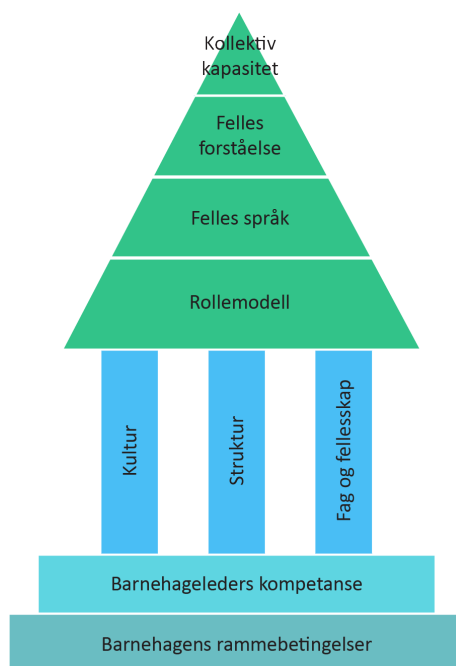 Kollektiv
kapasitet
Felles
forståelse
Felles språk
Rollemodell
Kultur
Struktur
Fag og fellesskap
Barnehageleders kompetanse
Barnehagens rammebetingelser